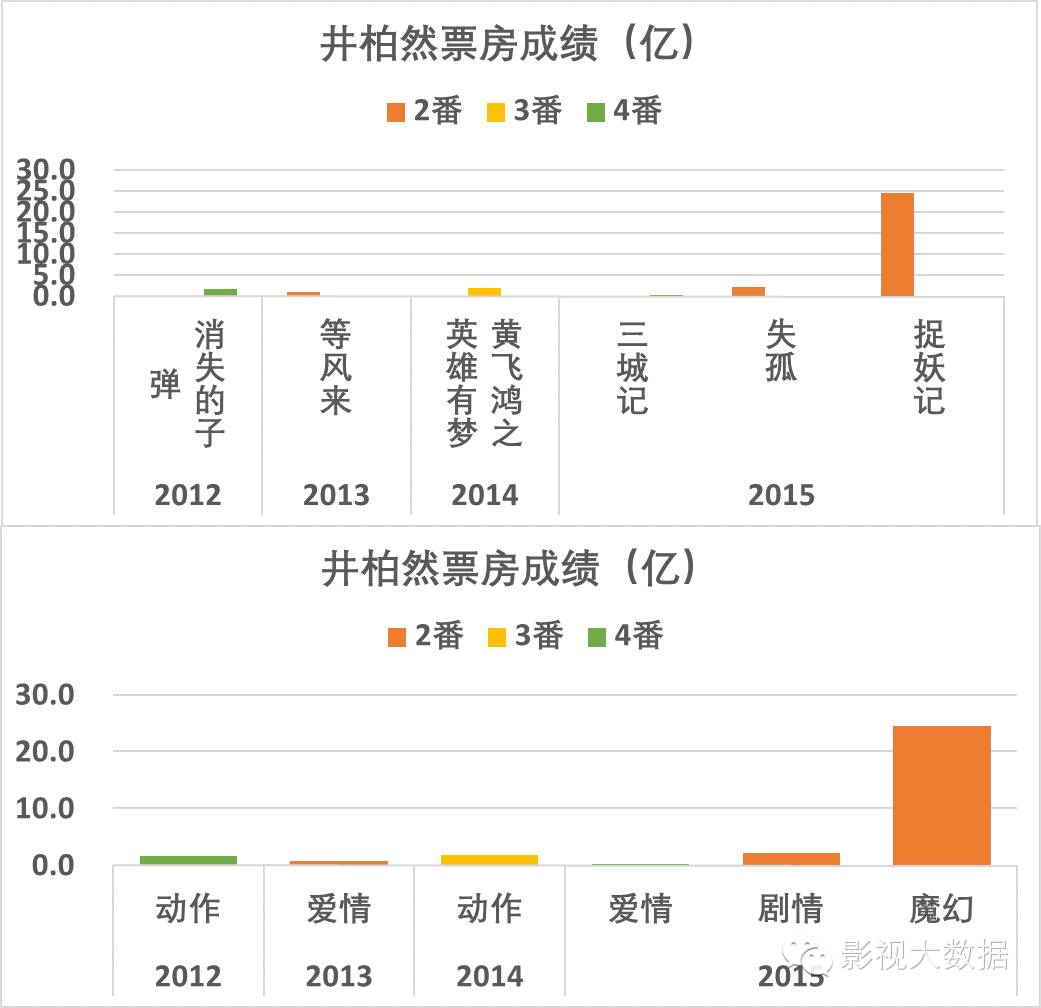 井柏然票房成绩（亿）
2番 3番 4番
30.0
25.0
20.0
15.0
10.0
5.0
0.0
消失的子弹
等风来
黄飞鸿之英雄有梦
三城记
失孤
捉妖记
2012 2013 2014 2015
井柏然票房成绩（亿）
2番 3番 4番
30.0
20.0
10.0
0.0
动作 爱情 动作 爱情 剧情 魔幻
2012 2013 2014 2015
影视大数据